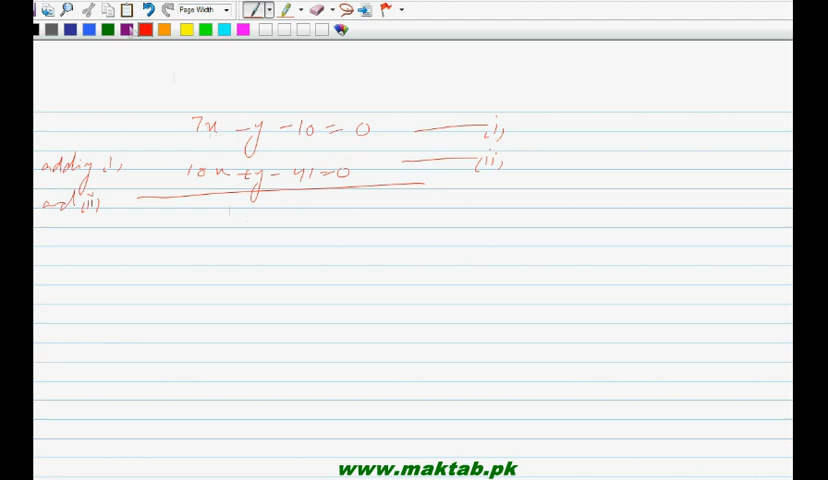 Page Width
7x - y - 10 = 0 (i)
adding (i)
10x + y - 41 = 0 (ii)
and (ii)
www.maktab.pk